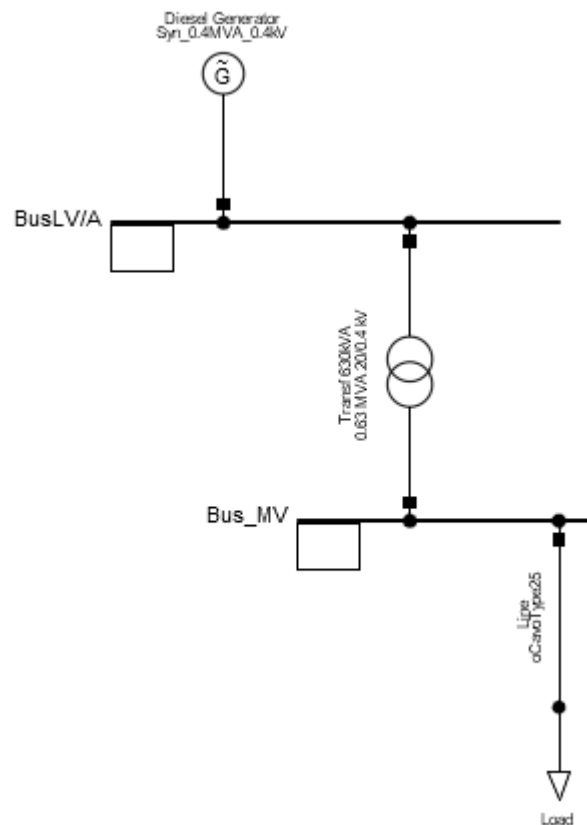 Diesel Generator
Syn_0.4MVA_0.4kV
G
BusLV/A
Transf 630kVA
0.63 MVA 20/0.4 kV
Bus_MV
Line
Load